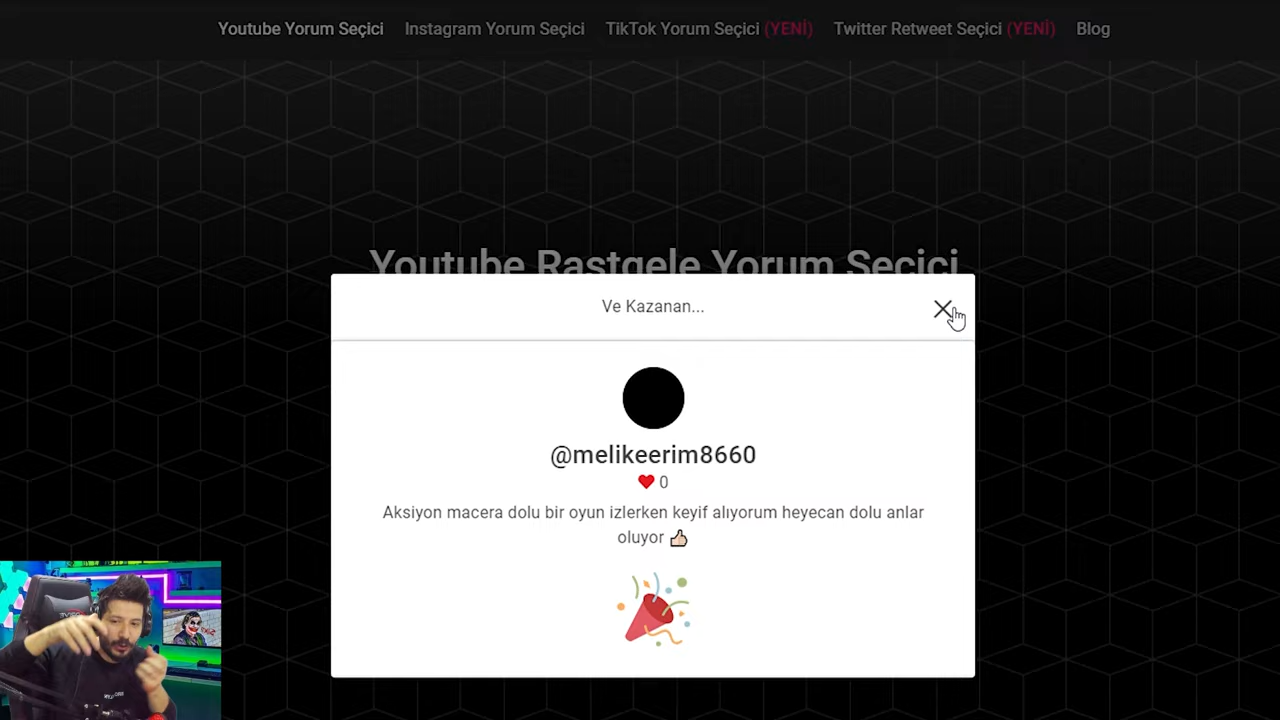 Youtube Yorum Seçici Instagram Yorum Seçici TikTok Yorum Seçici (YENİ) Twitter Retweet Seçici (YENİ) Blog
Youtube Rastgele Yorum Seçici
Ve Kazanan...
@melikeerim8660
0
Aksiyon macera dolu bir oyun izlerken keyif alıyorum heyecan dolu anlar
oluyor